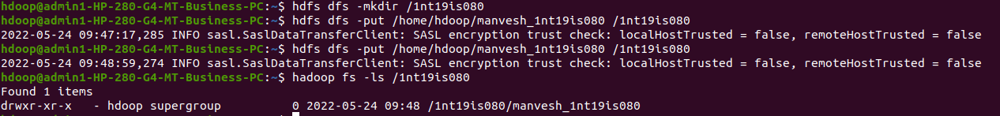 hdoop@admin1-HP-280-G4-MT-Business-PC:~$ hdfs dfs -mkdir /1nt19is080
hdoop@admin1-HP-280-G4-MT-Business-PC:~$ hdfs dfs -put /home/hdoop/manvesh_1nt19is080 /1nt19is080
2022-05-24 09:47:17,285 INFO sasl.SaslDataTransferClient: SASL encryption trust check: localHostTrusted = false, remoteHostTrusted = false
hdoop@admin1-HP-280-G4-MT-Business-PC:~$ hdfs dfs -put /home/hdoop/manvesh_1nt19is080 /1nt19is080
2022-05-24 09:48:59,274 INFO sasl.SaslDataTransferClient: SASL encryption trust check: localHostTrusted = false, remoteHostTrusted = false
hdoop@admin1-HP-280-G4-MT-Business-PC:~$ hadoop fs -ls /1nt19is080
Found 1 items
drwxr-xr-x   - hdoop supergroup          0 2022-05-24 09:48 /1nt19is080/manvesh_1nt19is080
hdoop@admin1-HP-280-G4-MT-Business-PC:~$